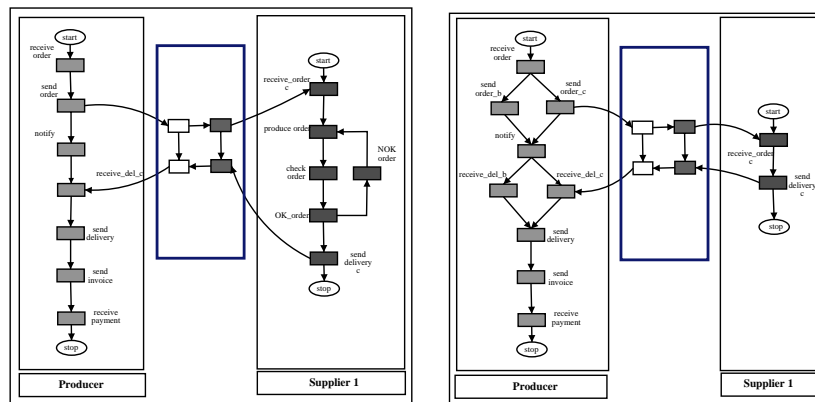 start
receive
order
send
order
notify
receive_del_c
send
delivery
send
invoice
receive
payment
stop
Producer
start
receive_order
c
produce order
NOK
order
check
order
OK_order
send
delivery
c
stop
Supplier 1
start
receive
order
send
order_b
send
order_c
notify
receive_del_b
receive_del_c
send
delivery
send
invoice
receive
payment
stop
Producer
start
receive_order
c
send
delivery
c
stop
Supplier 1